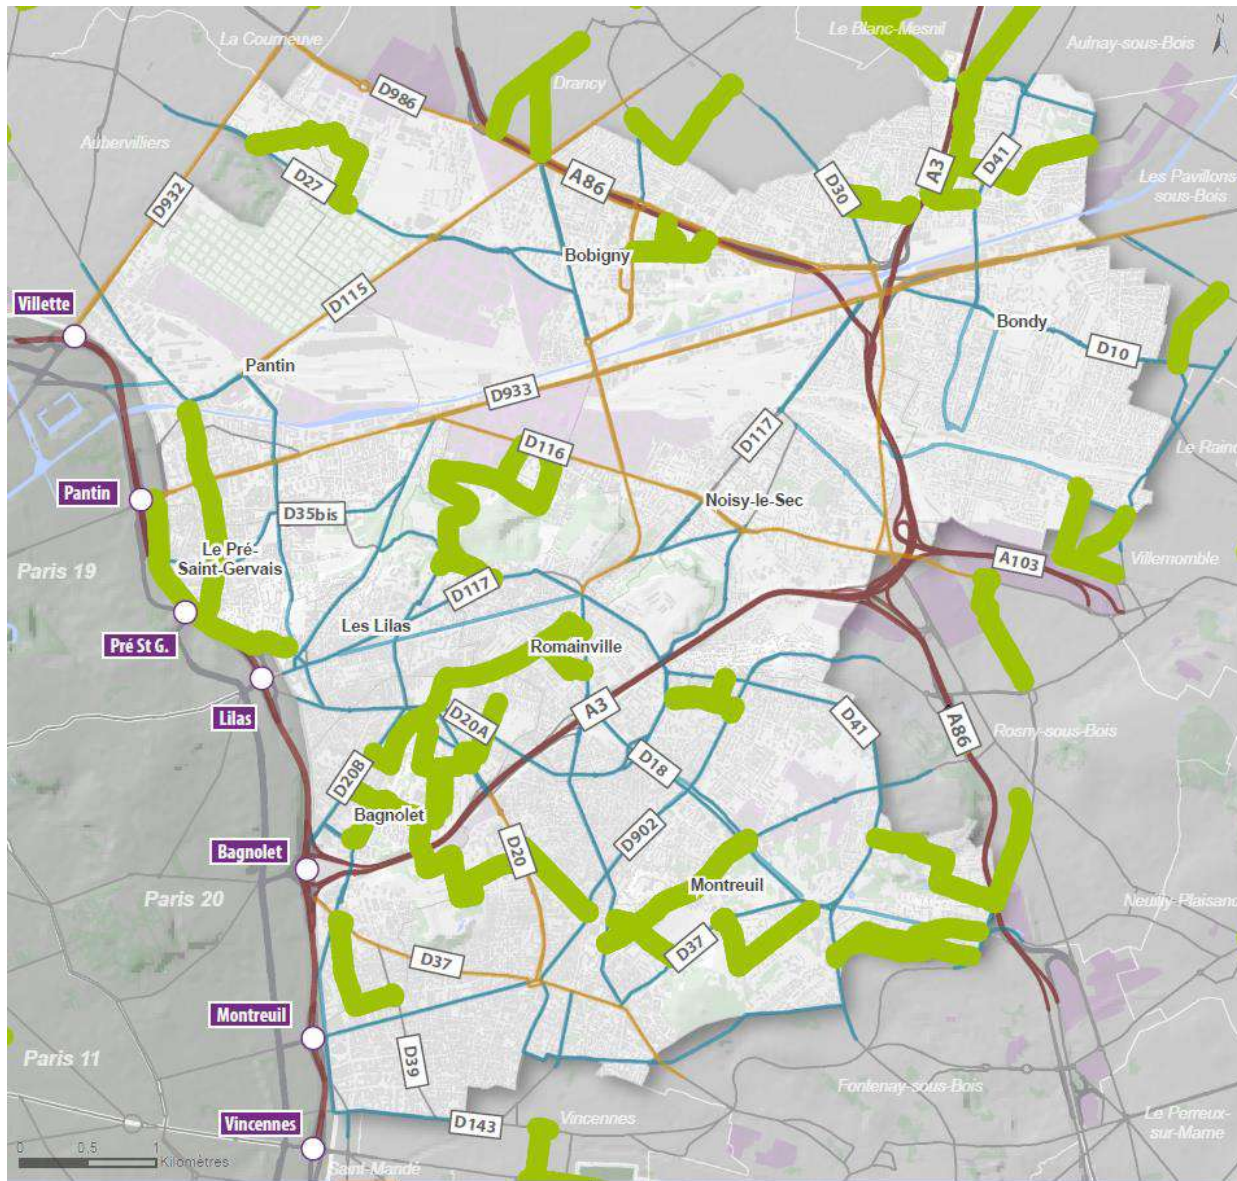 La Courneuve
Le Blanc-Mesnil
N
Aulnay-sous-Bois
D986
Drancy
Aubervilliers
D27
A86
D30
A3
D41
Les Pavillons-
sous-Bois
D932
Bobigny
D115
Villette
Bondy
D10
Pantin
D933
D117
D116
Le Rainc
Pantin
D35bis
Noisy-le-Sec
Le Pré-
Saint-Gervais
A103
Villemomble
Paris 19
D117
Les Lilas
Romainville
Pré St G.
Lilas
D20A
A3
D41
A86
Rosny-sous-Bois
D20B
D18
Bagnolet
D902
Bagnolet
D20
Montreuil
Paris 20
Neuilly-Plaisanc
D37
D37
Montreuil
D39
Paris 11
Fontenay-sous-Bois
Le Perreux-
sur-Marne
Vincennes
D143
Vincennes
0 0,5 1
Kilomètres
Saint-Mandé